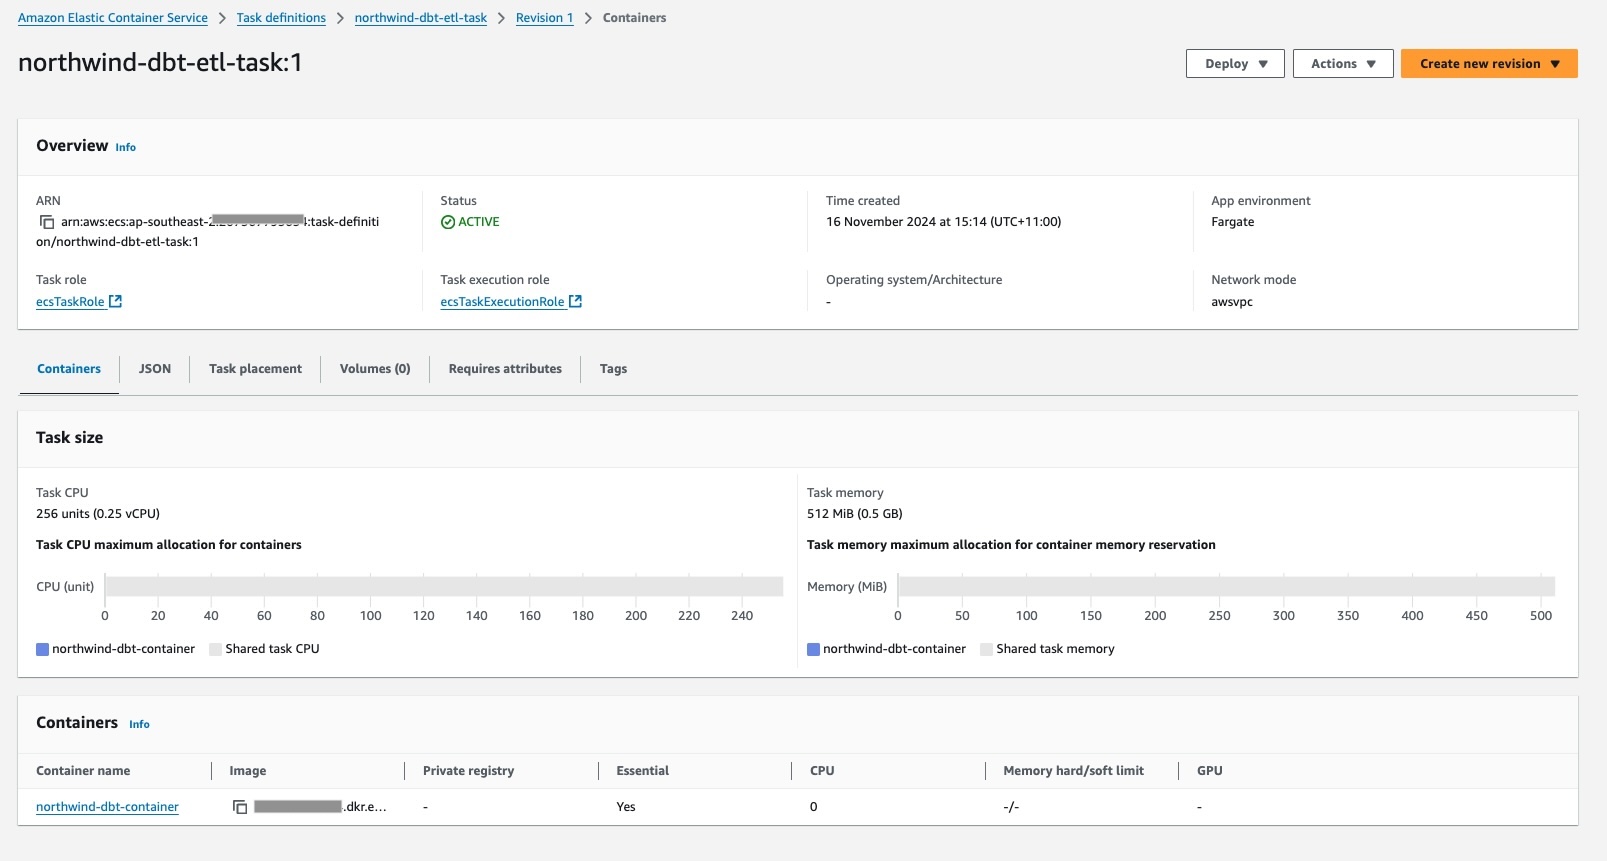 Amazon Elastic Container Service > Task definitions > northwind-dbt-etl-task > Revision 1 > Containers
northwind-dbt-etl-task:1
Deploy Actions Create new revision
Overview Info
ARN
arn:aws:ecs:ap-southeast-2: :task-definiti
on/northwind-dbt-etl-task:1
Status
ACTIVE
Time created
16 November 2024 at 15:14 (UTC+11:00)
App environment
Fargate
Task role
ecsTaskRole
Task execution role
ecsTaskExecutionRole
Operating system/Architecture
-
Network mode
awsvpc
Containers JSON Task placement Volumes (0) Requires attributes Tags
Task size
Task CPU
256 units (0.25 vCPU)
Task CPU maximum allocation for containers
CPU (unit)
0 20 40 60 80 100 120 140 160 180 200 220 240
northwind-dbt-container Shared task CPU
Task memory
512 MiB (0.5 GB)
Task memory maximum allocation for container memory reservation
Memory (MiB)
0 50 100 150 200 250 300 350 400 450 500
northwind-dbt-container Shared task memory
Containers Info
Container name Image Private registry Essential CPU Memory hard/soft limit GPU
northwind-dbt-container .dkr.e... - Yes 0 -/- -